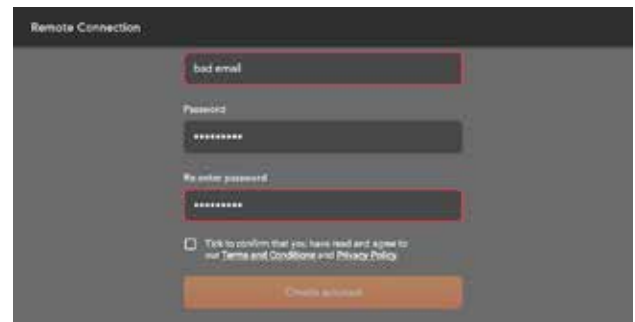 Remote Connection
bad email
Password
•••••••••
Re-enter password
•••••••••
Tick to confirm that you have read and agree to
our Terms and Conditions and Privacy Policy
Create account